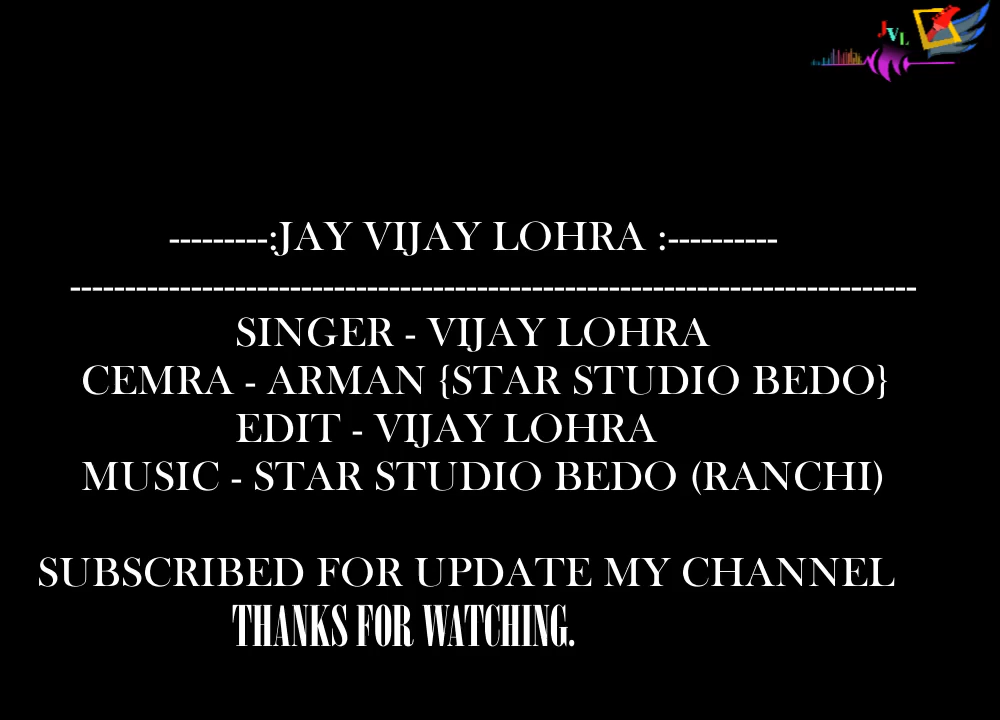 JVL
---------:JAY VIJAY LOHRA :----------
-----------------------------------------------------------------------------
SINGER - VIJAY LOHRA
CEMRA - ARMAN {STAR STUDIO BEDO}
EDIT - VIJAY LOHRA
MUSIC - STAR STUDIO BEDO (RANCHI)
SUBSCRIBED FOR UPDATE MY CHANNEL
THANKS FOR WATCHING.